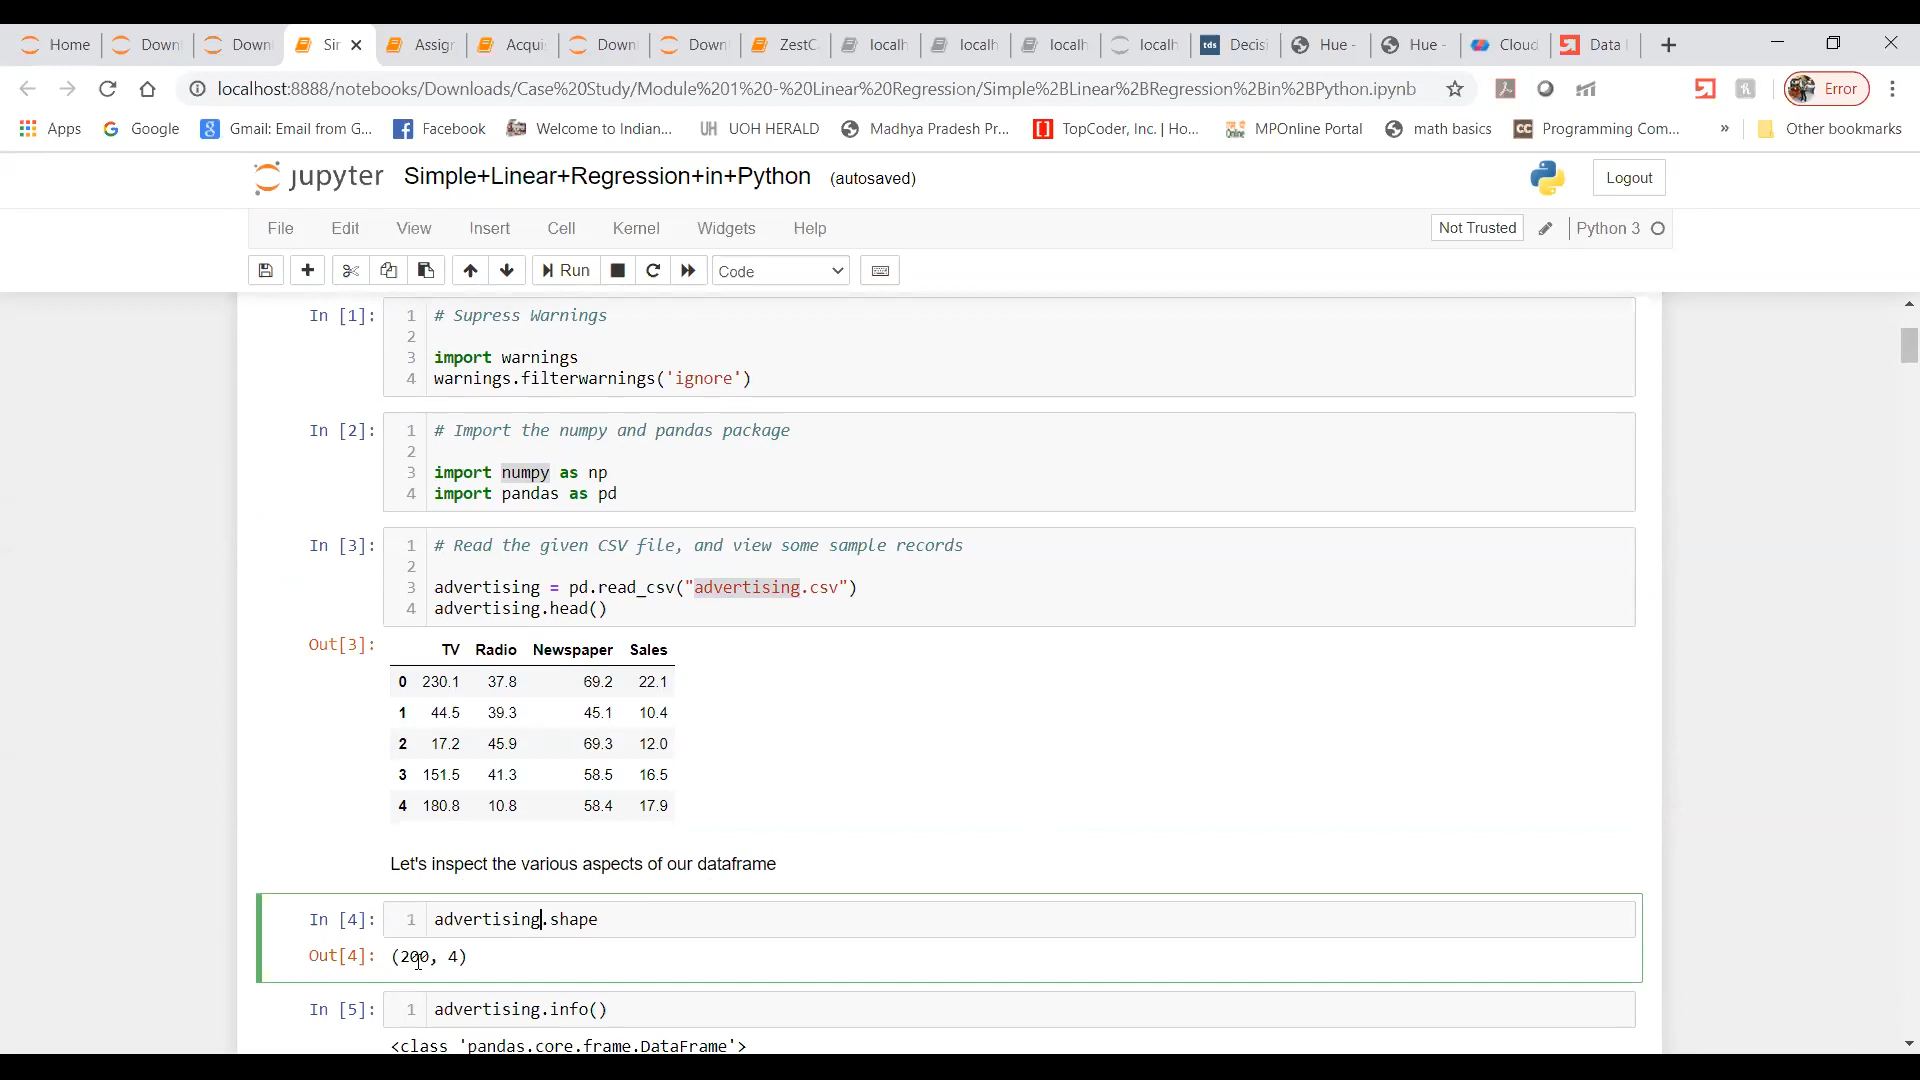 Home Down Down Sir Assign Acqui Down Down ZestC localh localh localh localh tds Decisi Hue - Hue - Cloud Data
localhost:8888/notebooks/Downloads/Case%20Study/Module%201%20-%20Linear%20Regression/Simple%2BLinear%2BRegression%2Bin%2BPython.ipynb Error
Apps Google Gmail: Email from G... Facebook Welcome to Indian... UH UOH HERALD Madhya Pradesh Pr... TopCoder, Inc. | Ho... MPOnline Portal math basics CC Programming Com... » Other bookmarks
jupyter Simple+Linear+Regression+in+Python (autosaved) Logout
File Edit View Insert Cell Kernel Widgets Help Not Trusted Python 3
Run Code
In [1]: 1 # Supress Warnings
2
3 import warnings
4 warnings.filterwarnings('ignore')
In [2]: 1 # Import the numpy and pandas package
2
3 import numpy as np
4 import pandas as pd
In [3]: 1 # Read the given CSV file, and view some sample records
2
3 advertising = pd.read_csv("advertising.csv")
4 advertising.head()
Out[3]:
TV Radio Newspaper Sales
0 230.1 37.8 69.2 22.1
1 44.5 39.3 45.1 10.4
2 17.2 45.9 69.3 12.0
3 151.5 41.3 58.5 16.5
4 180.8 10.8 58.4 17.9
Let's inspect the various aspects of our dataframe
In [4]: 1 advertising.shape
Out[4]: (200, 4)
In [5]: 1 advertising.info()
<class 'pandas.core.frame.DataFrame'>